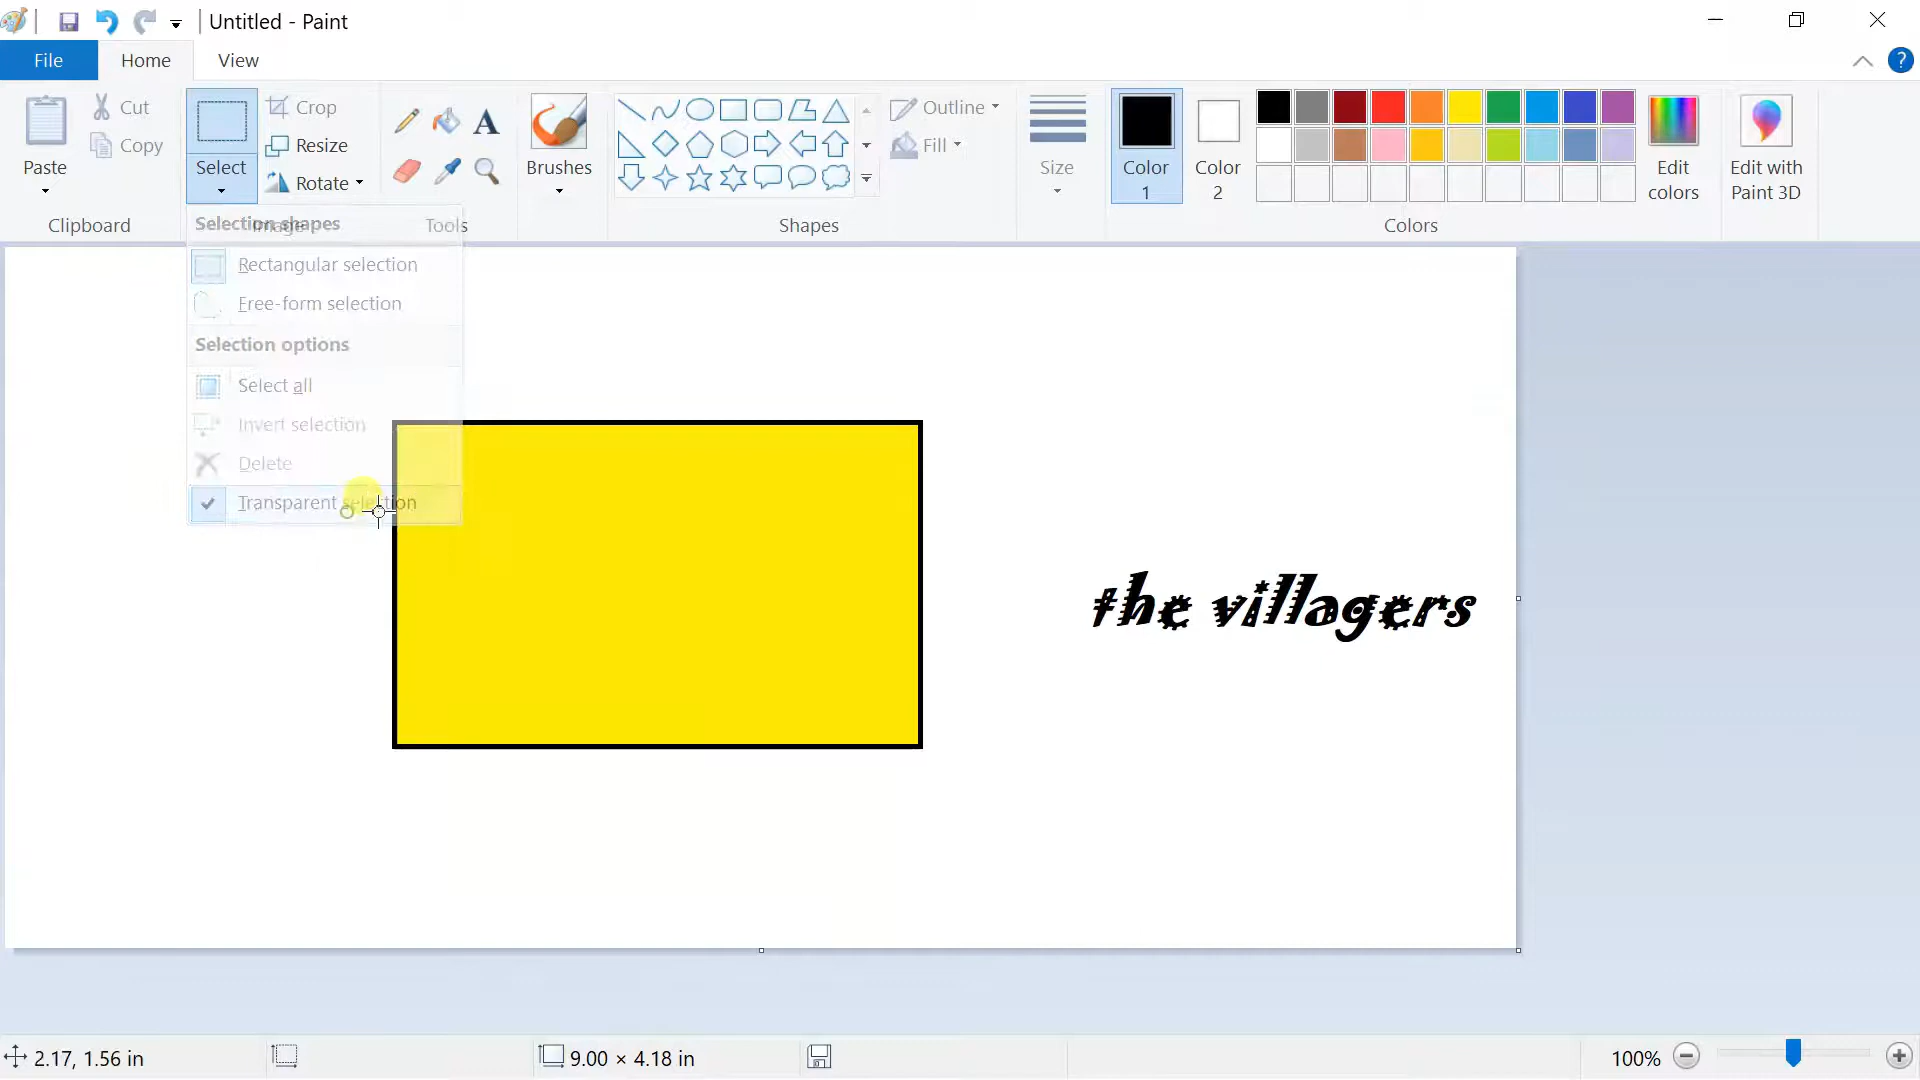 Untitled - Paint
File Home View
Paste
Cut
Copy
Clipboard
Select
Crop
Resize
Rotate
Image
Tools
Brushes
Shapes
Outline
Fill
Size
Color 1
Color 2
Edit colors
Colors
Edit with Paint 3D
?
Selection shapes
Rectangular selection
Free-form selection
Selection options
Select all
Invert selection
Delete
Transparent selection
the villagers
2.17, 1.56 in
9.00 × 4.18 in
100%